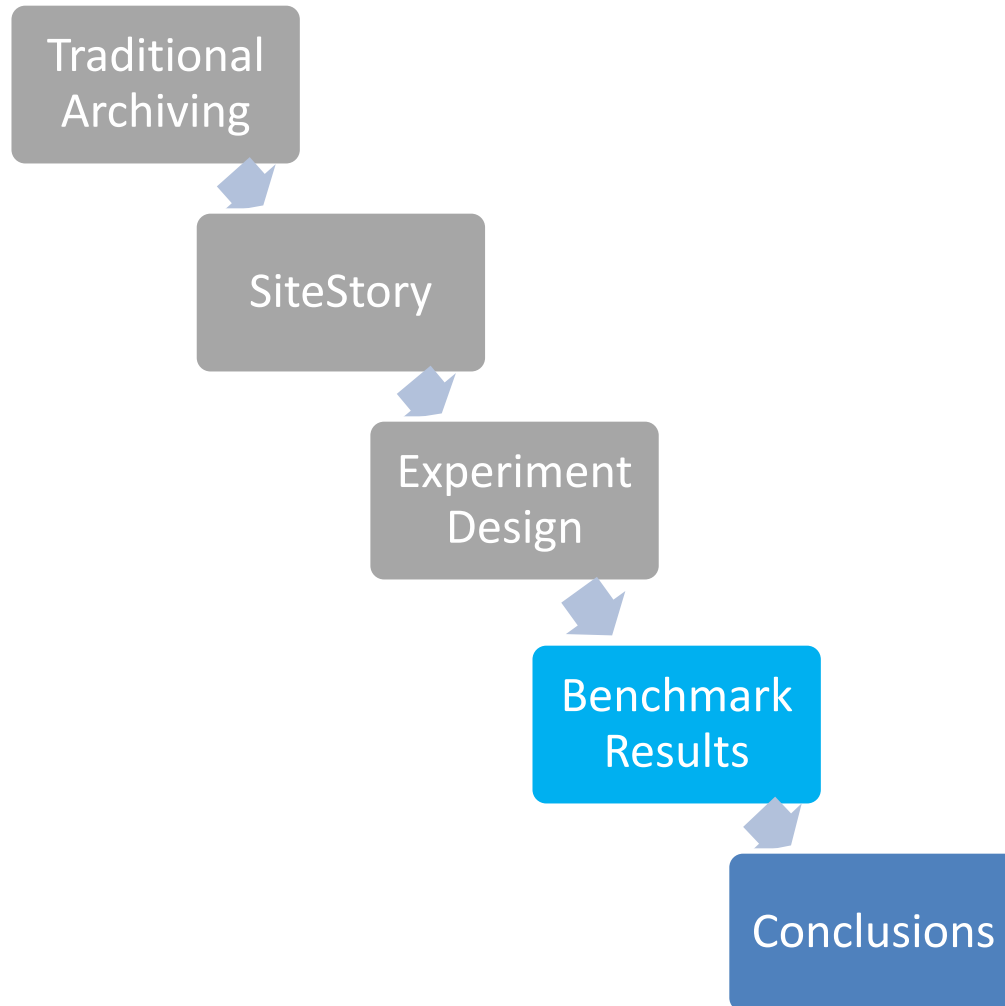 Traditional
Archiving
SiteStory
Experiment
Design
Benchmark
Results
Conclusions